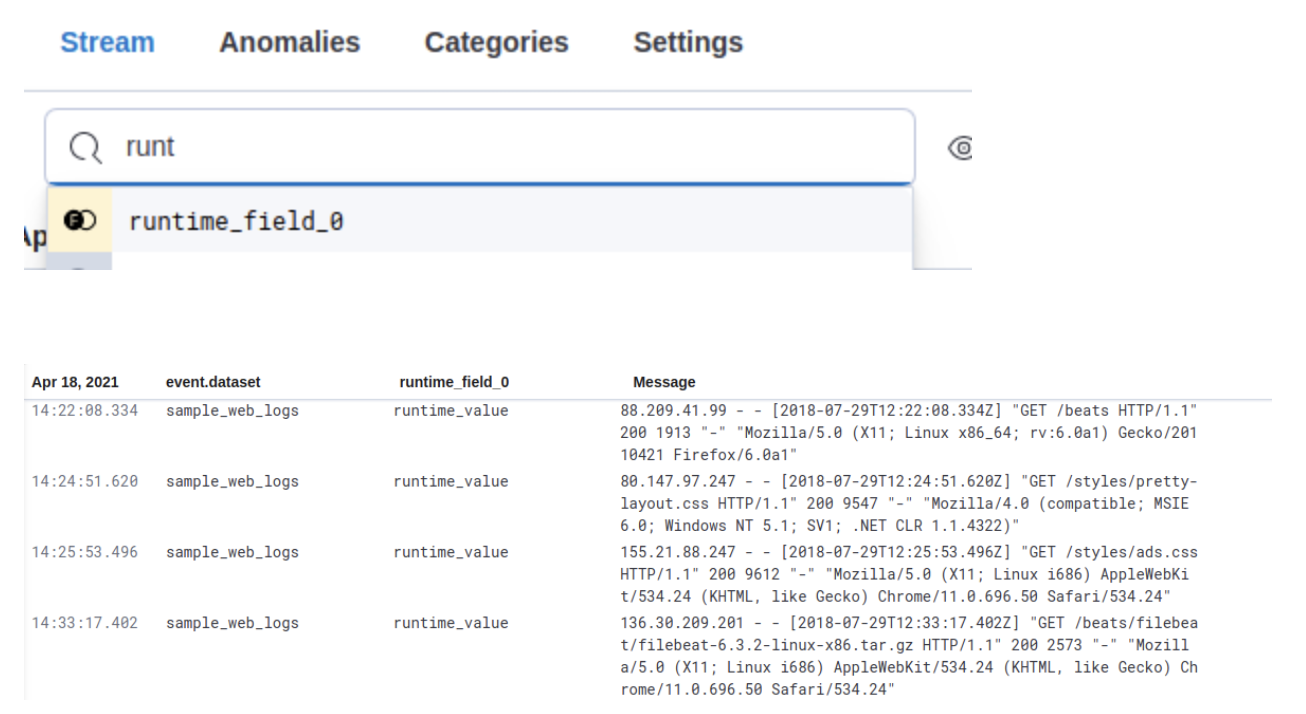 Stream Anomalies Categories Settings
runt
runtime_field_0
Ap
Apr 18, 2021 event.dataset runtime_field_0 Message
14:22:08.334 sample_web_logs runtime_value 88.209.41.99 - - [2018-07-29T12:22:08.334Z] "GET /beats HTTP/1.1"
200 1913 "-" "Mozilla/5.0 (X11; Linux x86_64; rv:6.0a1) Gecko/201
10421 Firefox/6.0a1"
14:24:51.620 sample_web_logs runtime_value 80.147.97.247 - - [2018-07-29T12:24:51.620Z] "GET /styles/pretty-
layout.css HTTP/1.1" 200 9547 "-" "Mozilla/4.0 (compatible; MSIE
6.0; Windows NT 5.1; SV1; .NET CLR 1.1.4322)"
14:25:53.496 sample_web_logs runtime_value 155.21.88.247 - - [2018-07-29T12:25:53.496Z] "GET /styles/ads.css
HTTP/1.1" 200 9612 "-" "Mozilla/5.0 (X11; Linux i686) AppleWebKi
t/534.24 (KHTML, like Gecko) Chrome/11.0.696.50 Safari/534.24"
14:33:17.402 sample_web_logs runtime_value 136.30.209.201 - - [2018-07-29T12:33:17.402Z] "GET /beats/filebea
t/filebeat-6.3.2-linux-x86.tar.gz HTTP/1.1" 200 2573 "-" "Mozill
a/5.0 (X11; Linux i686) AppleWebKit/534.24 (KHTML, like Gecko) Ch
rome/11.0.696.50 Safari/534.24"